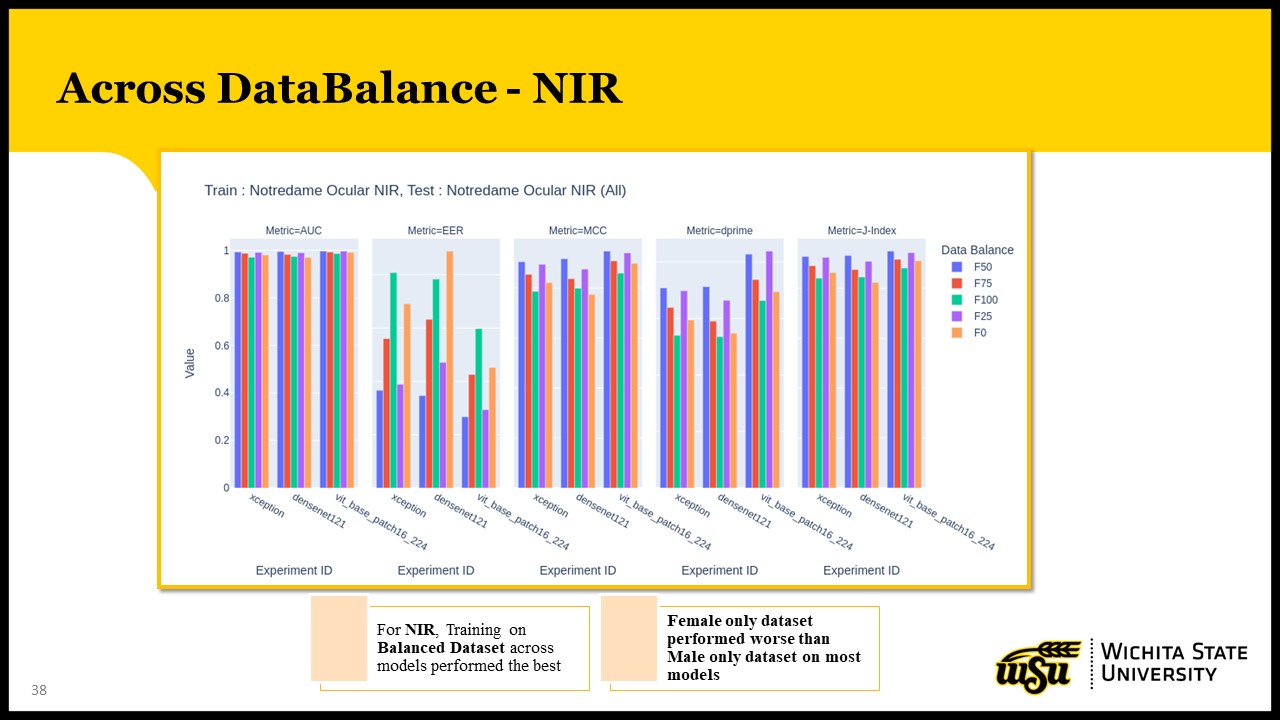 Across DataBalance - NIR
Train : Notredame Ocular NIR, Test : Notredame Ocular NIR (All)
Metric=AUC
Metric=EER
Metric=MCC
Metric=dprime
Metric=J-Index
Value
1
0.8
0.6
0.4
0.2
0
Data Balance
F50
F75
F100
F25
F0
xception
densenet121
vit_base_patch16_224
xception
densenet121
vit_base_patch16_224
xception
densenet121
vit_base_patch16_224
xception
densenet121
vit_base_patch16_224
xception
densenet121
vit_base_patch16_224
Experiment ID
Experiment ID
Experiment ID
Experiment ID
Experiment ID
For NIR, Training on
Balanced Dataset across
models performed the best
Female only dataset
performed worse than
Male only dataset on most
models
WSU
WICHITA STATE
UNIVERSITY
38